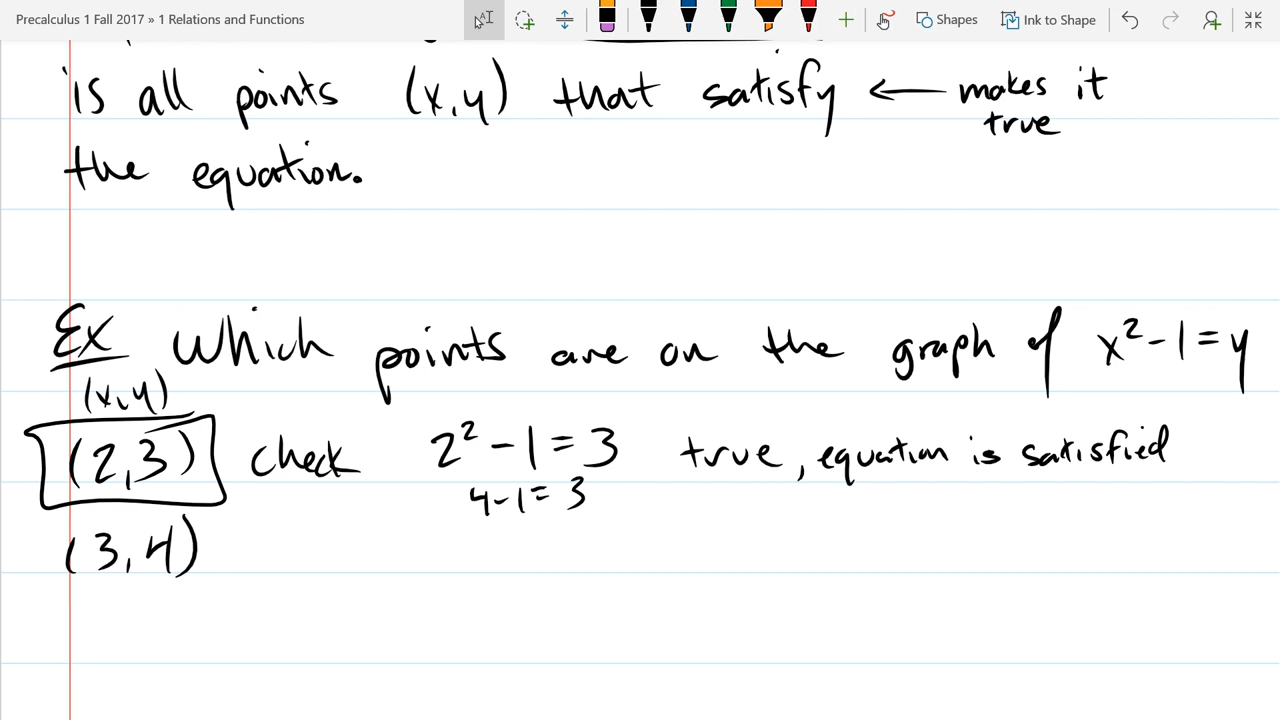 Precalculus 1 Fall 2017 » 1 Relations and Functions
Shapes
Ink to Shape
is all points (x,y) that satisfy ← makes it
true
the equation.
Ex Which points are on the graph of x² - 1 = y
(x,y)
(2,3) check 2² - 1 = 3 true, equation is satisfied
4 - 1 = 3
(3,4)